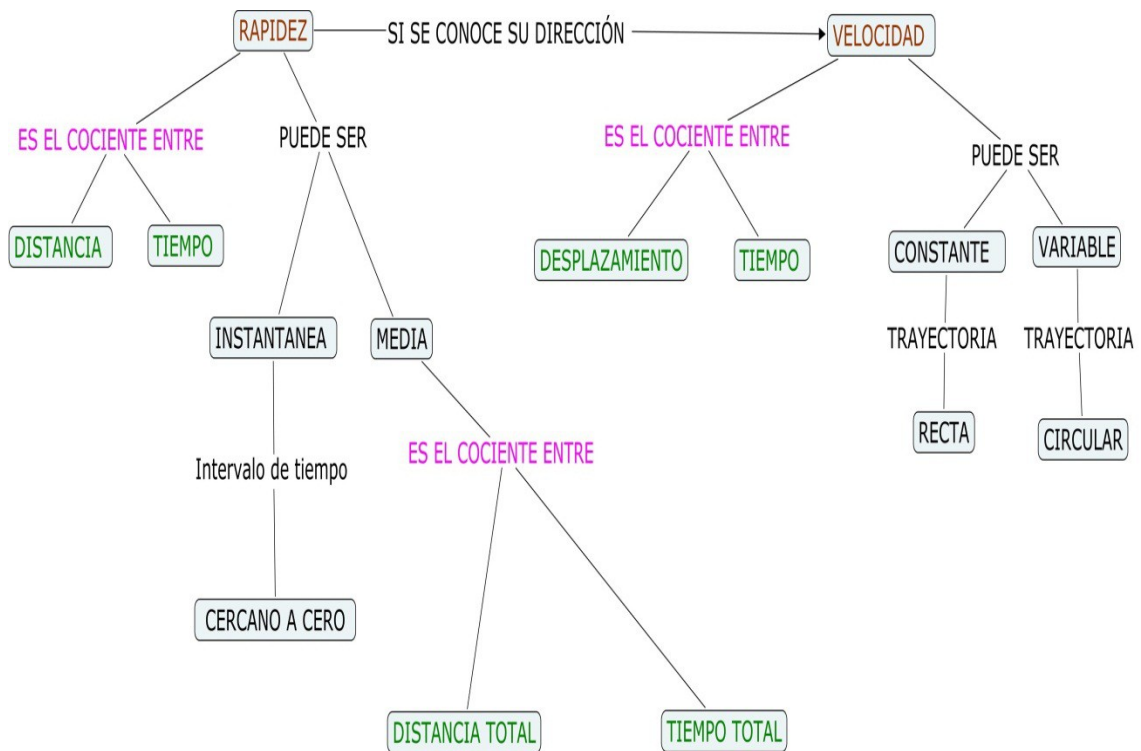 RAPIDEZ
SI SE CONOCE SU DIRECCIÓN
VELOCIDAD
ES EL COCIENTE ENTRE
PUEDE SER
DISTANCIA
TIEMPO
INSTANTANEA
MEDIA
Intervalo de tiempo
CERCANO A CERO
ES EL COCIENTE ENTRE
DISTANCIA TOTAL
TIEMPO TOTAL
ES EL COCIENTE ENTRE
PUEDE SER
DESPLAZAMIENTO
TIEMPO
CONSTANTE
VARIABLE
TRAYECTORIA
TRAYECTORIA
RECTA
CIRCULAR